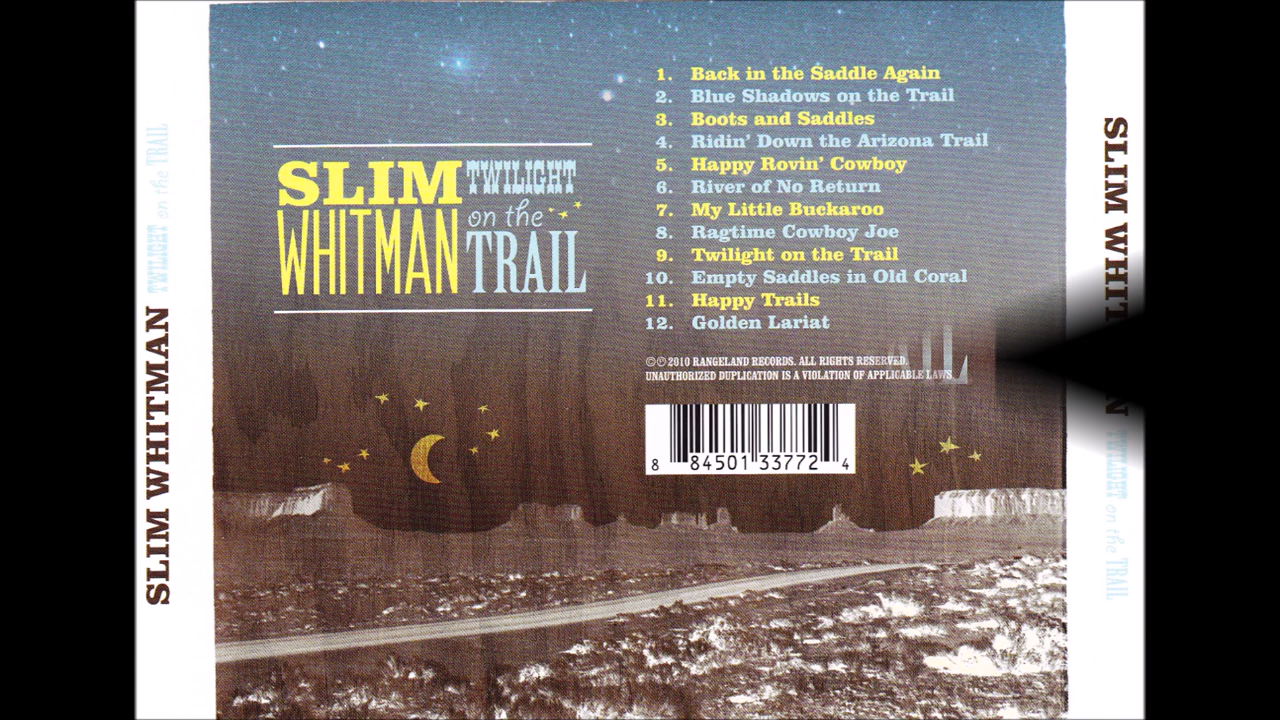 SLIM WHITMAN
TWILIGHT on the TRAIL
SLIM
WHITMAN
TWILIGHT
on the
TRAIL
1. Back in the Saddle Again
2. Blue Shadows on the Trail
3. Boots and Saddles
4. Ridin' Down the Arizona Trail
5. Happy Rovin' Cowboy
6. River of No Return
7. My Little Buckaroo
8. Ragtime Cowboy Joe
9. Twilight on the Trail
10. Empty Saddles in Old Coral
11. Happy Trails
12. Golden Lariat
©℗2010 RANGELAND RECORDS. ALL RIGHTS RESERVED.
UNAUTHORIZED DUPLICATION IS A VIOLATION OF APPLICABLE LAWS.
8 84501 33772 4
SLIM WHITMAN
TWILIGHT on the TRAIL